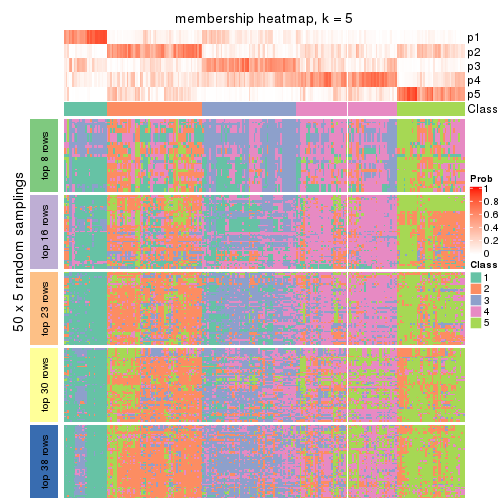 membership heatmap, k = 5
p1
p2
p3
p4
p5
Class
50 x 5 random samplings
top 8 rows
top 16 rows
top 23 rows
top 30 rows
top 38 rows
Prob
1
0.8
0.6
0.4
0.2
0
Class
1
2
3
4
5